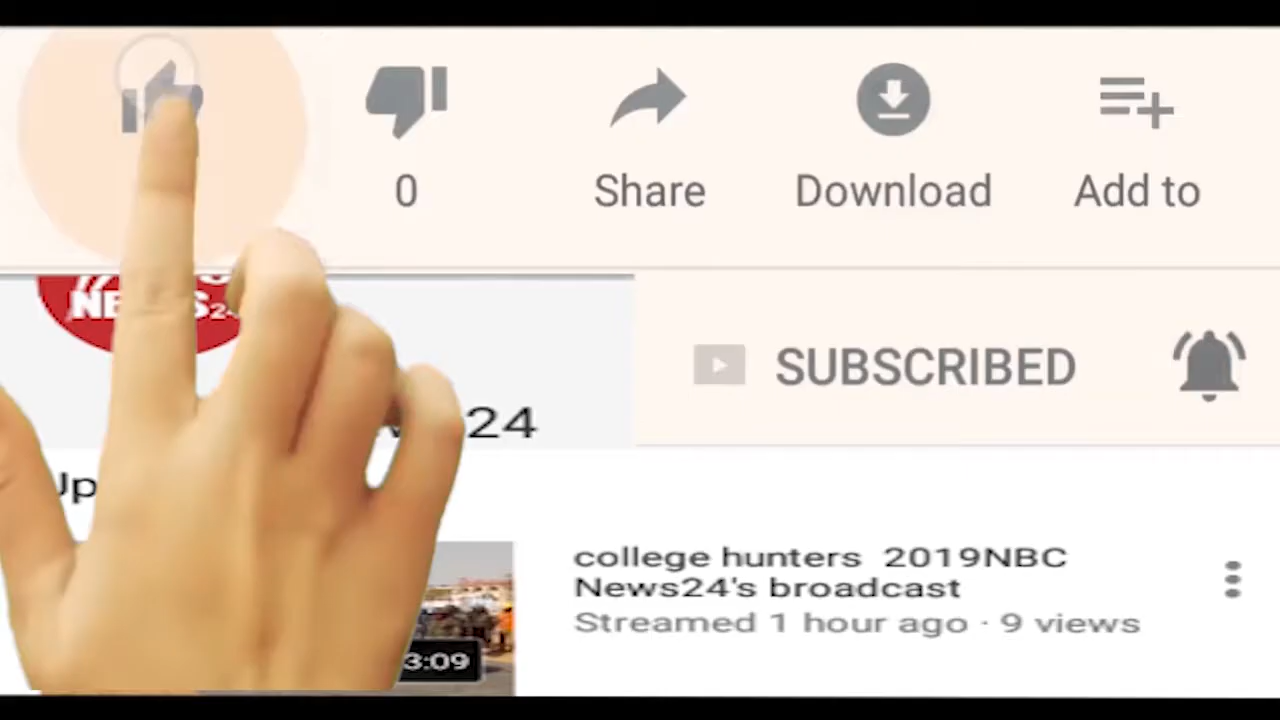 0
Share
Download
Add to
24
SUBSCRIBED
college hunters 2019NBC
News24's broadcast
Streamed 1 hour ago · 9 views
3:09